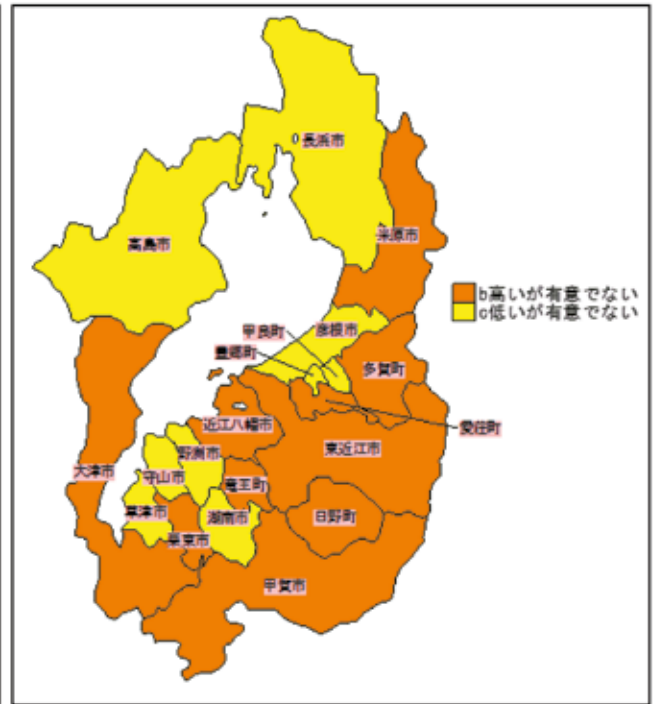 長浜市
高島市
米原市
b高いが有意でない
c低いが有意でない
甲良町
彦根市
豊郷町
多賀町
愛荘町
近江八幡市
東近江市
野洲市
大津市
守山市
竜王町
草津市
湖南市
日野町
栗東市
甲賀市